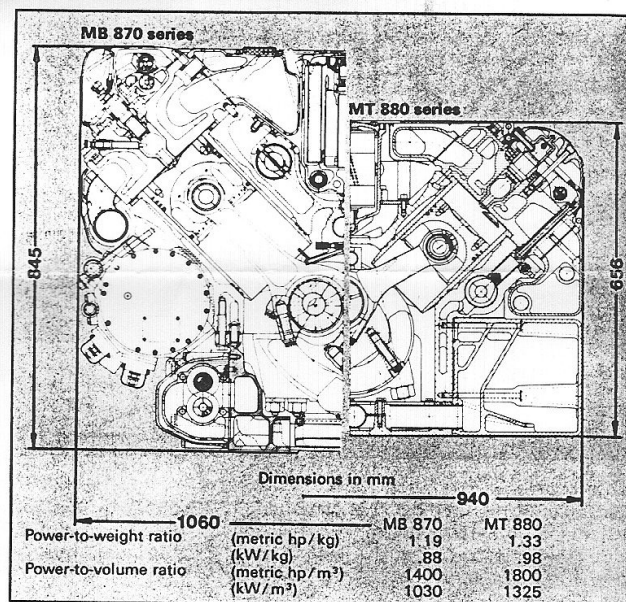 MB 870 series
MT 880 series
845
656
Dimensions in mm
940
1060
MB 870 MT 880
Power-to-weight ratio (metric hp/kg) 1.19 1.33
(kW/kg) .88 .98
Power-to-volume ratio (metric hp/m³) 1400 1800
(kW/m³) 1030 1325